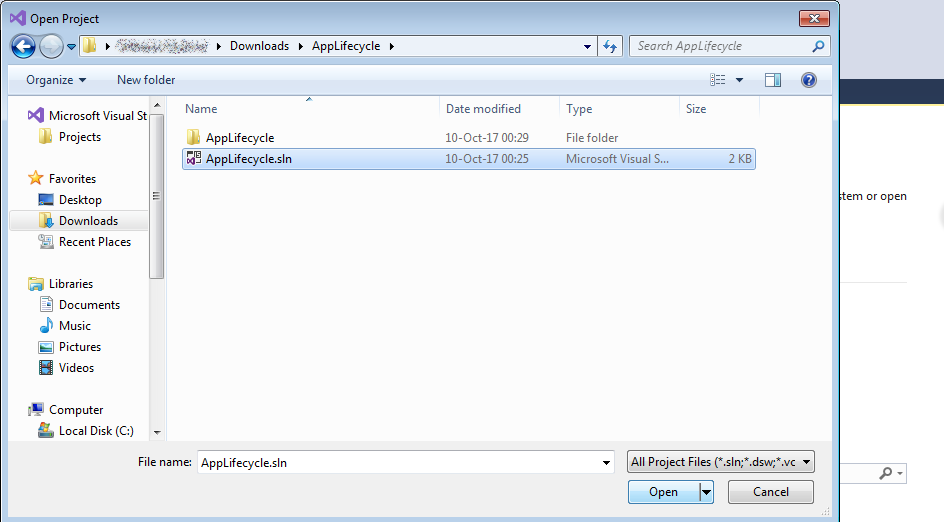 Open Project
Downloads AppLifecycle
Search AppLifecycle
Organize New folder
Name Date modified Type Size
Microsoft Visual St
Projects
AppLifecycle 10-Oct-17 00:29 File folder
AppLifecycle.sln 10-Oct-17 00:25 Microsoft Visual S... 2 KB
Favorites
Desktop
Downloads
Recent Places
Libraries
Documents
Music
Pictures
Videos
Computer
Local Disk (C:)
stem or open
File name: AppLifecycle.sln All Project Files (*.sln;*.dsw;*.vc
Open Cancel